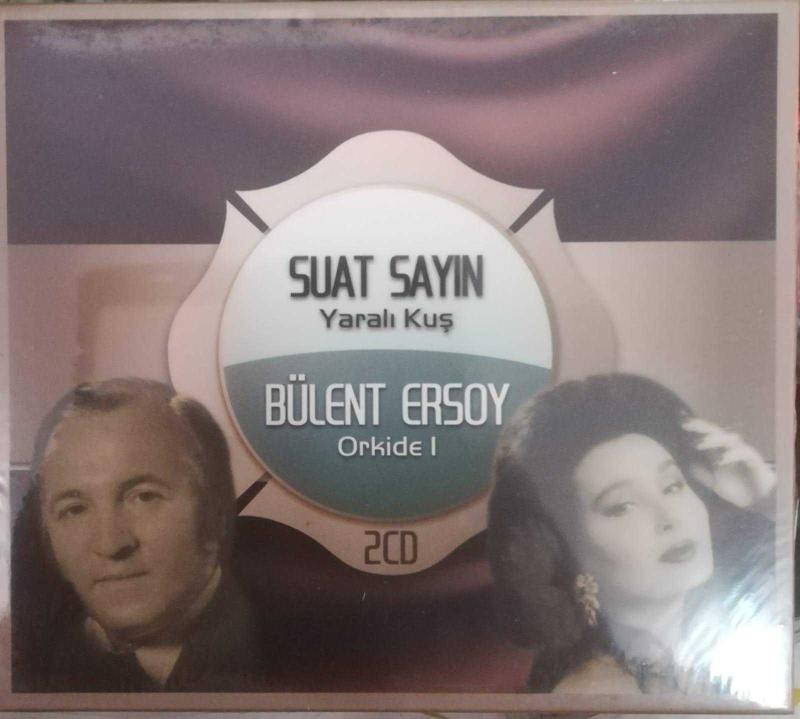 SUAT SAYIN
Yaralı Kuş
BÜLENT ERSOY
Orkide I
2CD